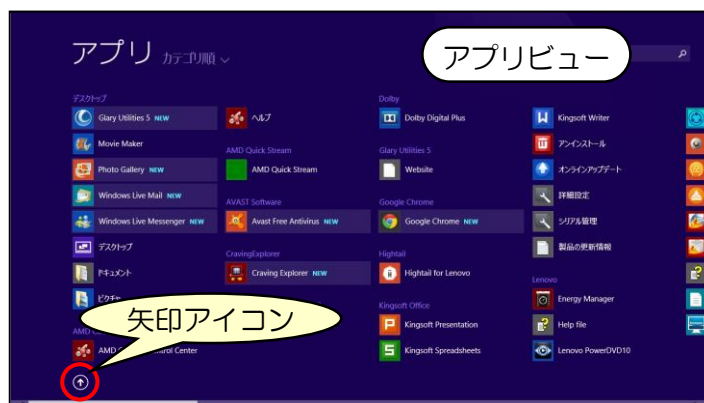 アプリ カテゴリ順
アプリビュー
デスクトップ
Glary Utilities 5 NEW
Movie Maker
Photo Gallery NEW
Windows Live Mail NEW
Windows Live Messenger NEW
デスクトップ
ドキュメント
ピクチャ
AMD
AMD
rol Center
ヘルプ
AMD Quick Stream
AMD Quick Stream
AVAST Software
Avast Free Antivirus NEW
CravingExplorer
Craving Explorer NEW
Dolby
Dolby Digital Plus
Glary Utilities 5
Website
Google Chrome
Google Chrome NEW
Hightail
Hightail for Lenovo
Kingsoft Office
Kingsoft Presentation
Kingsoft Spreadsheets
Kingsoft Writer
アンインストール
オンラインアップデート
詳細設定
シリアル管理
製品の更新情報
Lenovo
Energy Manager
Help file
Lenovo PowerDVD10
矢印アイコン